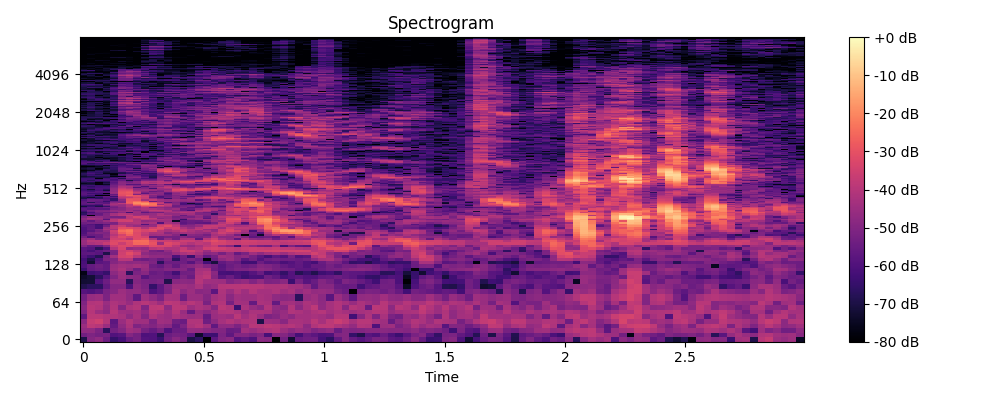 Spectrogram
4096
2048
1024
512
256
128
64
0
Hz
0
0.5
1
1.5
2
2.5
Time
+0 dB
-10 dB
-20 dB
-30 dB
-40 dB
-50 dB
-60 dB
-70 dB
-80 dB